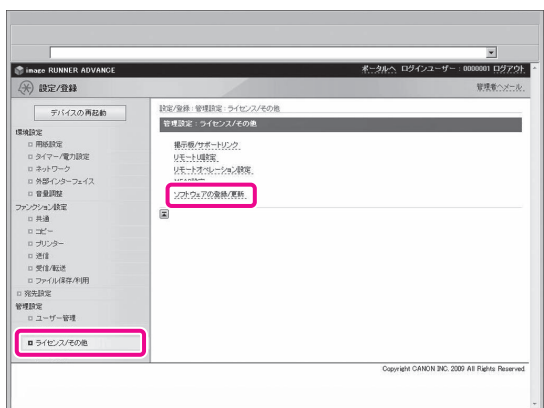 image RUNNER ADVANCE
ポータルへ ログインユーザー : 0000001 ログアウト
設定/登録
管理者へメール
デバイスの再起動
設定/登録 : 管理設定 : ライセンス/その他
管理設定 : ライセンス/その他
環境設定
用紙設定
タイマー/電力設定
ネットワーク
外部インターフェイス
音量調整
ファンクション設定
共通
コピー
プリンター
送信
受信/転送
ファイル保存/利用
宛先設定
管理設定
ユーザー管理
ライセンス/その他
掲示板/サポートリンク
リモートUI設定
リモートオペレーション設定
ソフトウェアの登録/更新
Copyright CANON INC. 2009 All Rights Reserved